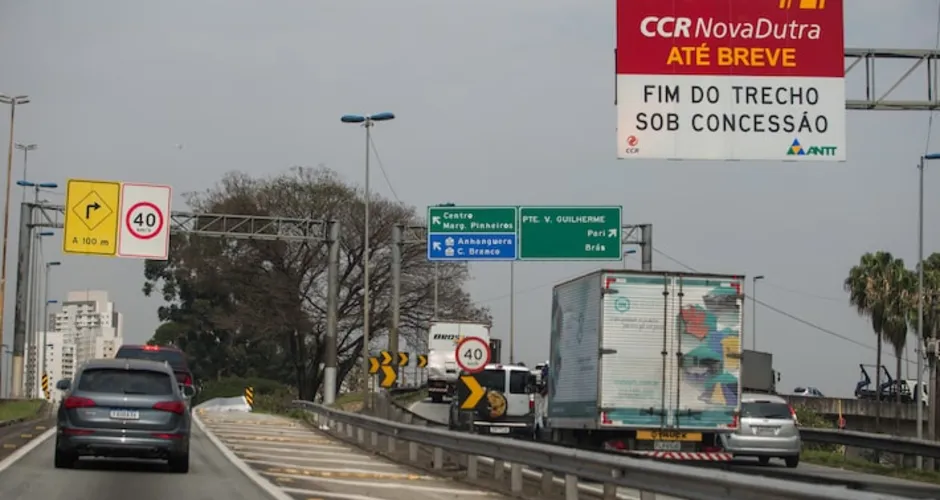 CCR NovaDutra
ATÉ BREVE
FIM DO TRECHO
SOB CONCESSÃO
CCR
ANTT
A 100 m
40
km/h
Centro
Marg. Pinheiros
Anhanguera
C. Branco
PTE. V. GUILHERME
Pari
Brás
40